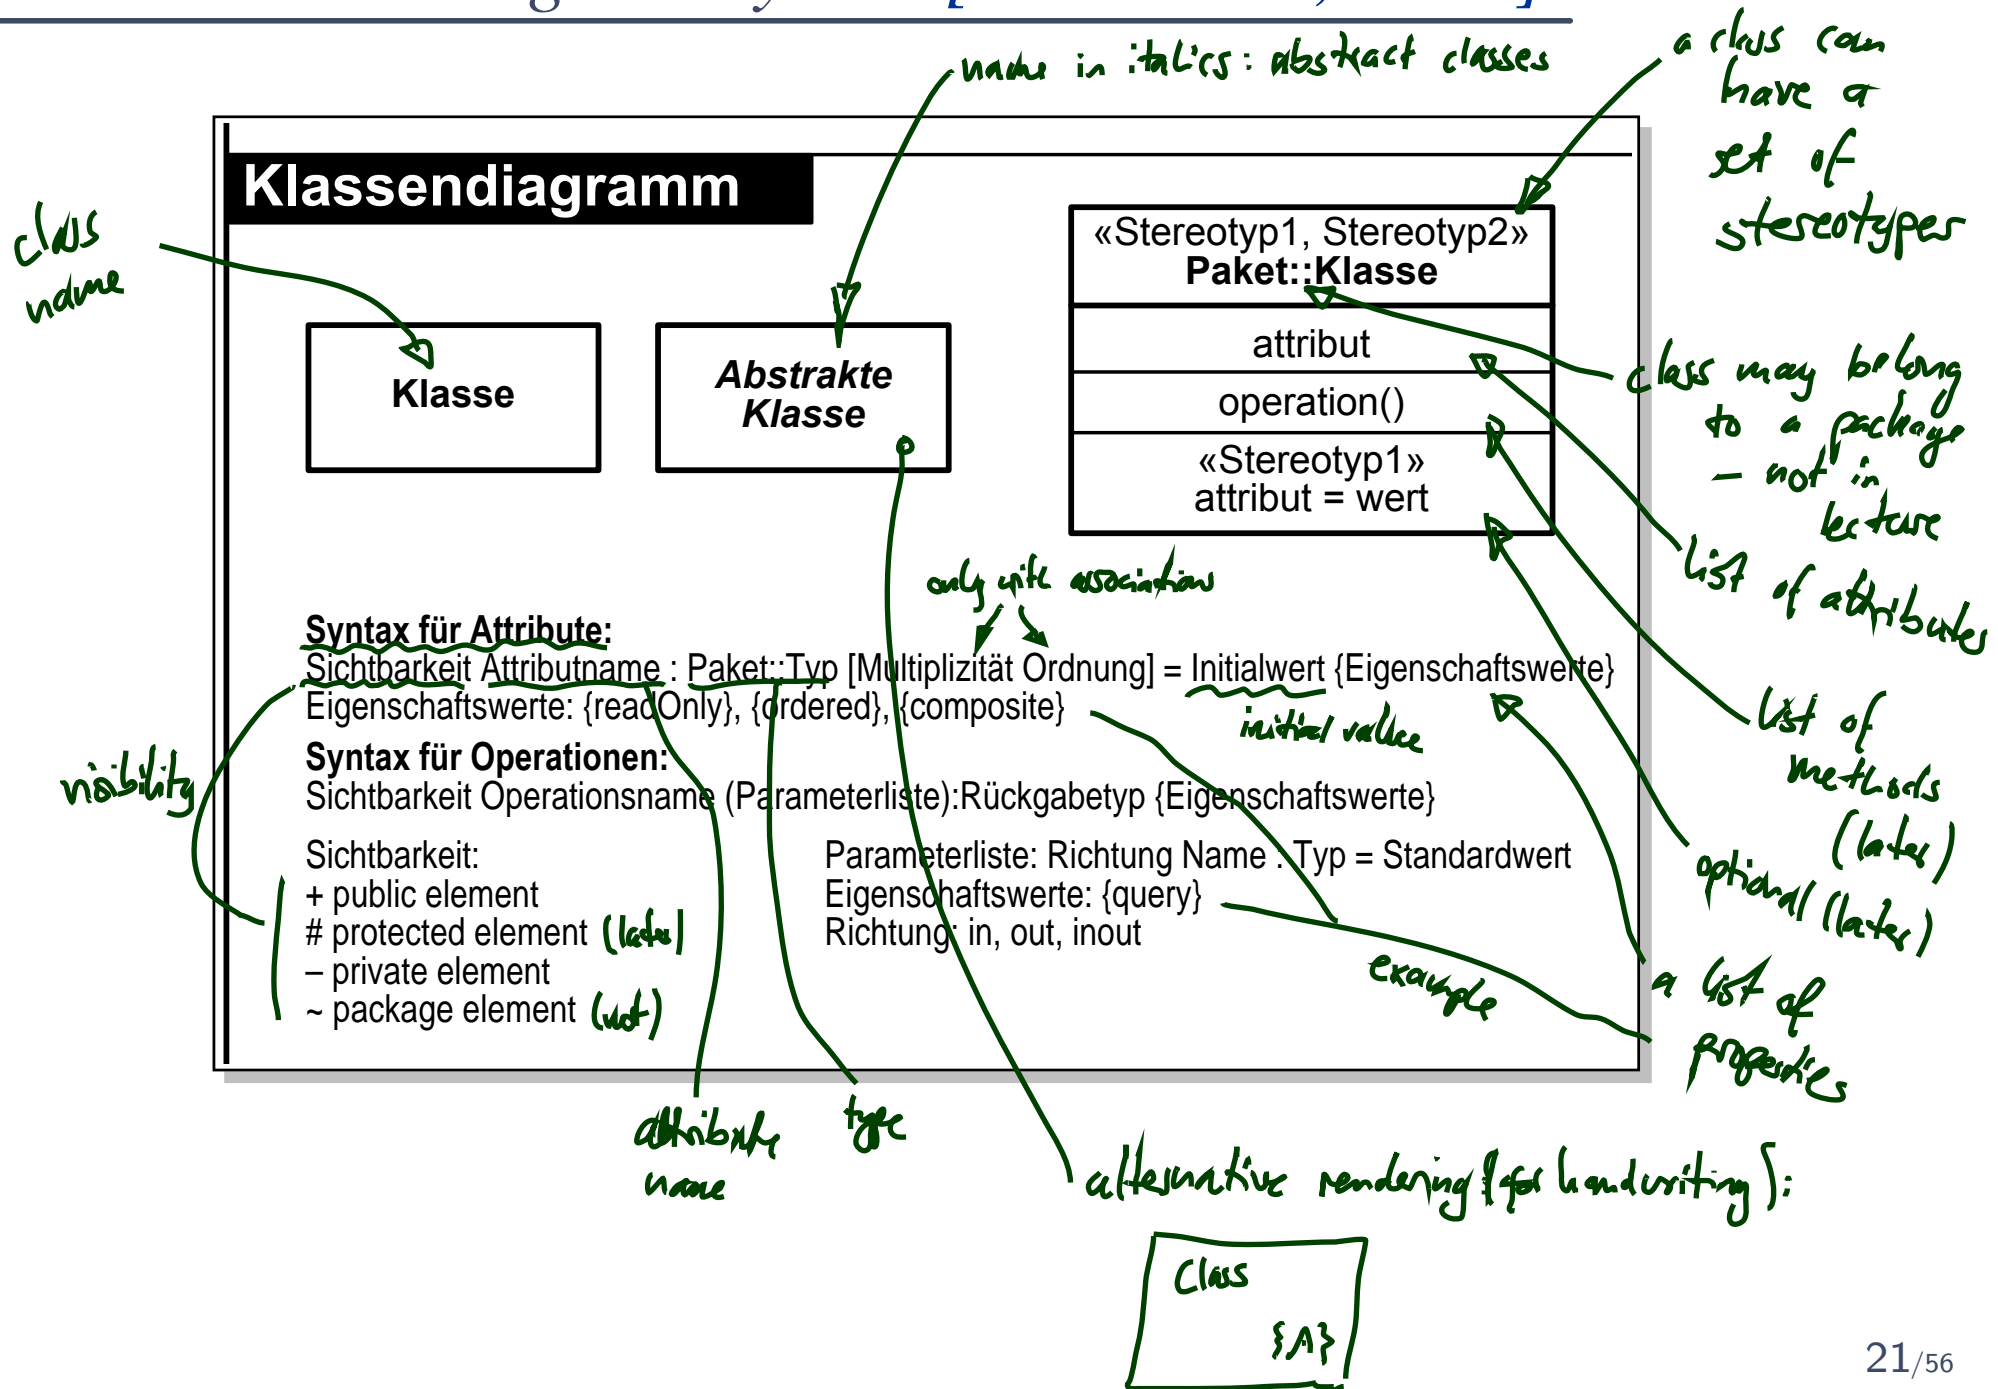 name in italics: abstract classes
a class can
have a
set of
stereotypes
Klassendiagramm
class
name
«Stereotyp1, Stereotyp2»
Paket::Klasse
attribut
operation()
«Stereotyp1»
attribut = wert
Klasse
Abstrakte
Klasse
class may belong
to a package
– not in
lecture
list of attributes
only with associations
Syntax für Attribute:
Sichtbarkeit Attributname : Paket::Typ [Multiplizität Ordnung] = Initialwert {Eigenschaftswerte}
Eigenschaftswerte: {readOnly}, {ordered}, {composite}
initial value
list of
methods
(later)
Syntax für Operationen:
Sichtbarkeit Operationsname (Parameterliste):Rückgabetyp {Eigenschaftswerte}
visibility
optional (later)
Sichtbarkeit:
+ public element
# protected element (later)
– private element
~ package element (not)
Parameterliste: Richtung Name : Typ = Standardwert
Eigenschaftswerte: {query}
Richtung: in, out, inout
example
a list of
properties
attribute
name
type
alternative rendering (for handwriting):
Class
{A}
21/56